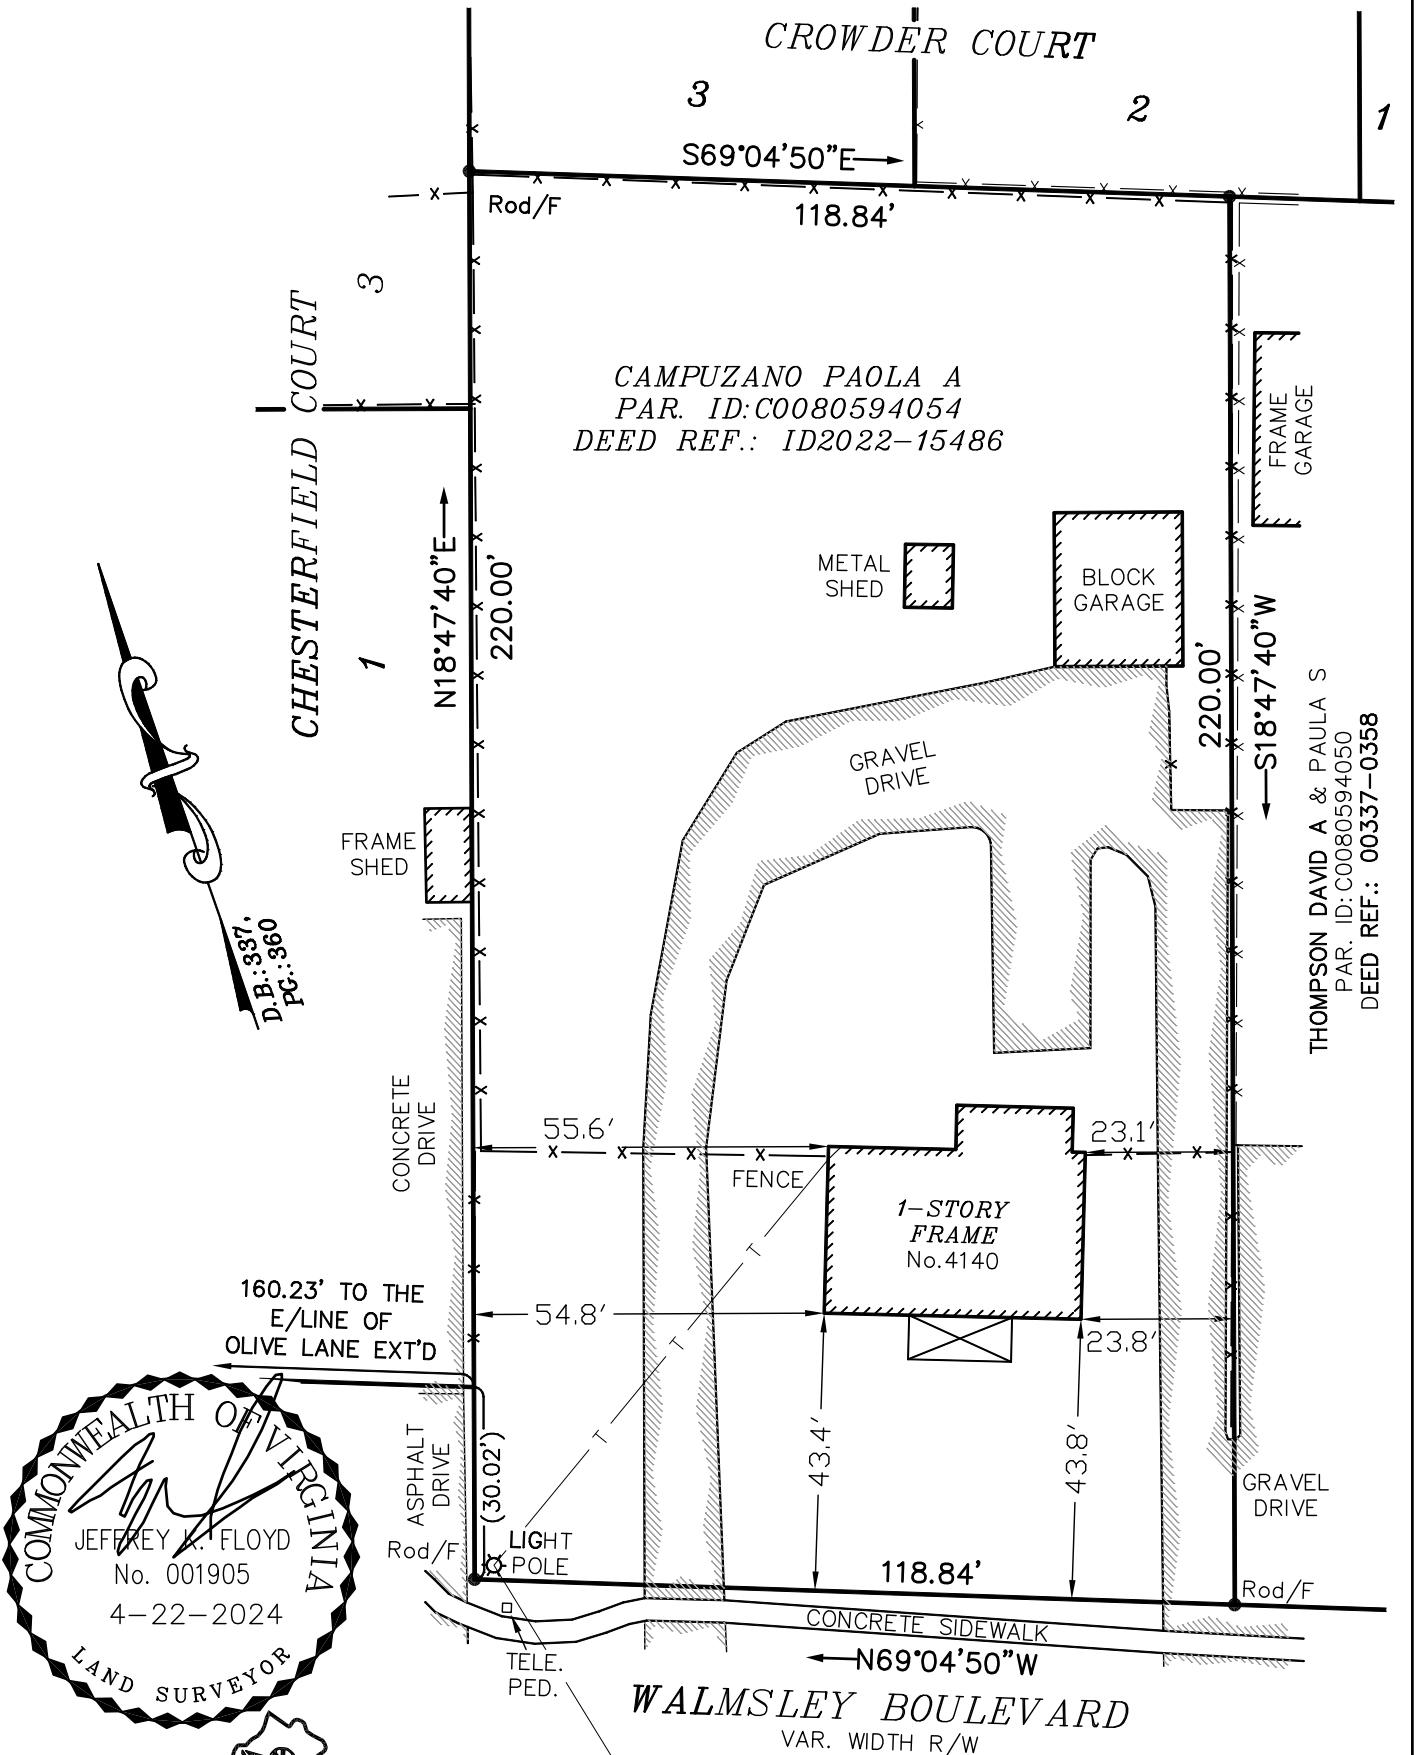 CROWDER COURT
3
2
1
S69°04'50"E
Rod/F
118.84'
3
CHESTERFIELD COURT
1
CAMPUZANO PAOLA A
PAR. ID:C0080594054
DEED REF.: ID2022-15486
FRAME
GARAGE
METAL
SHED
BLOCK
GARAGE
N18°47'40"E
220.00'
220.00'
S18°47'40"W
THOMPSON DAVID A & PAULA S
PAR. ID:C0080594050
DEED REF.: 00337-0358
GRAVEL
DRIVE
FRAME
SHED
D.B.:337,
PG.:360
CONCRETE
DRIVE
55.6'
23.1'
FENCE
1-STORY
FRAME
No.4140
160.23' TO THE
E/LINE OF
OLIVE LANE EXT'D
54.8'
T
T
T
23.8'
43.4'
43.8'
ASPHALT
DRIVE
(30.02')
GRAVEL
DRIVE
Rod/F
LIGHT
POLE
118.84'
Rod/F
CONCRETE SIDEWALK
N69°04'50"W
TELE.
PED.
WALMSLEY BOULEVARD
VAR. WIDTH R/W
COMMONWEALTH OF VIRGINIA
JEFFREY K. FLOYD
No. 001905
4-22-2024
LAND SURVEYOR